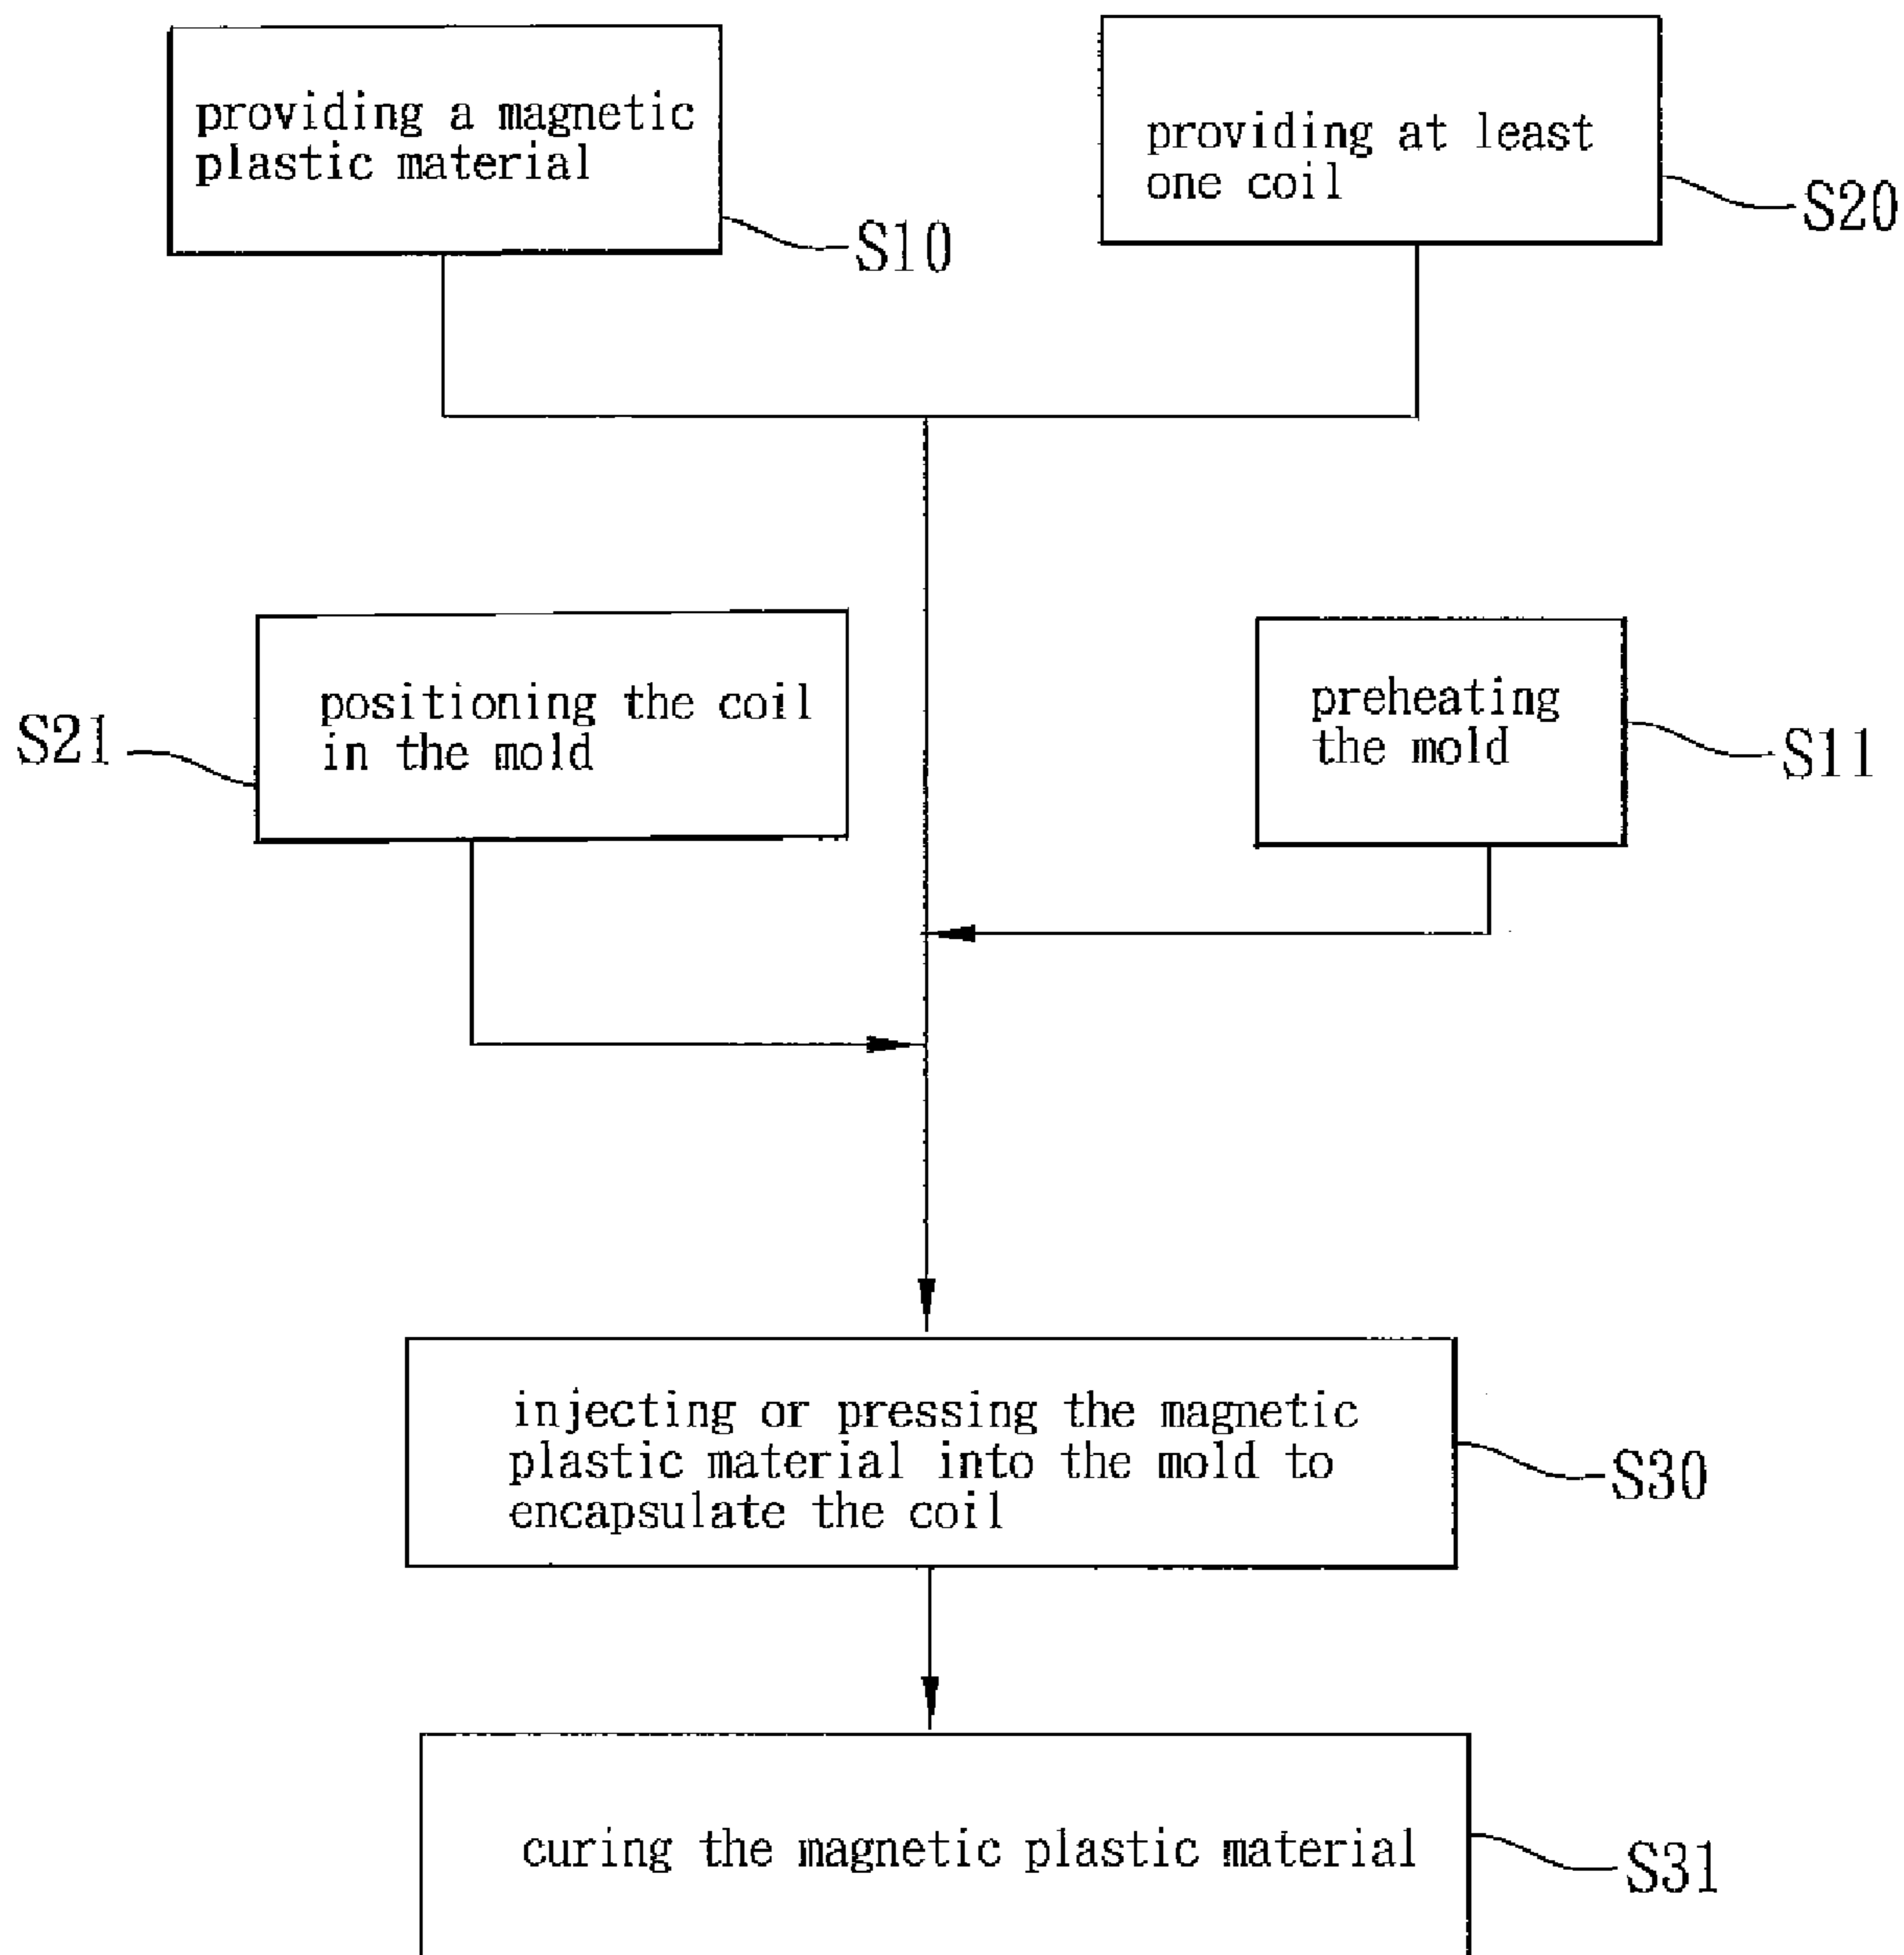 providing a magnetic
plastic material
S10
providing at least
one coil
S20
positioning the coil
in the mold
S21
preheating
the mold
S11
injecting or pressing the magnetic
plastic material into the mold to
encapsulate the coil
S30
curing the magnetic plastic material
S31